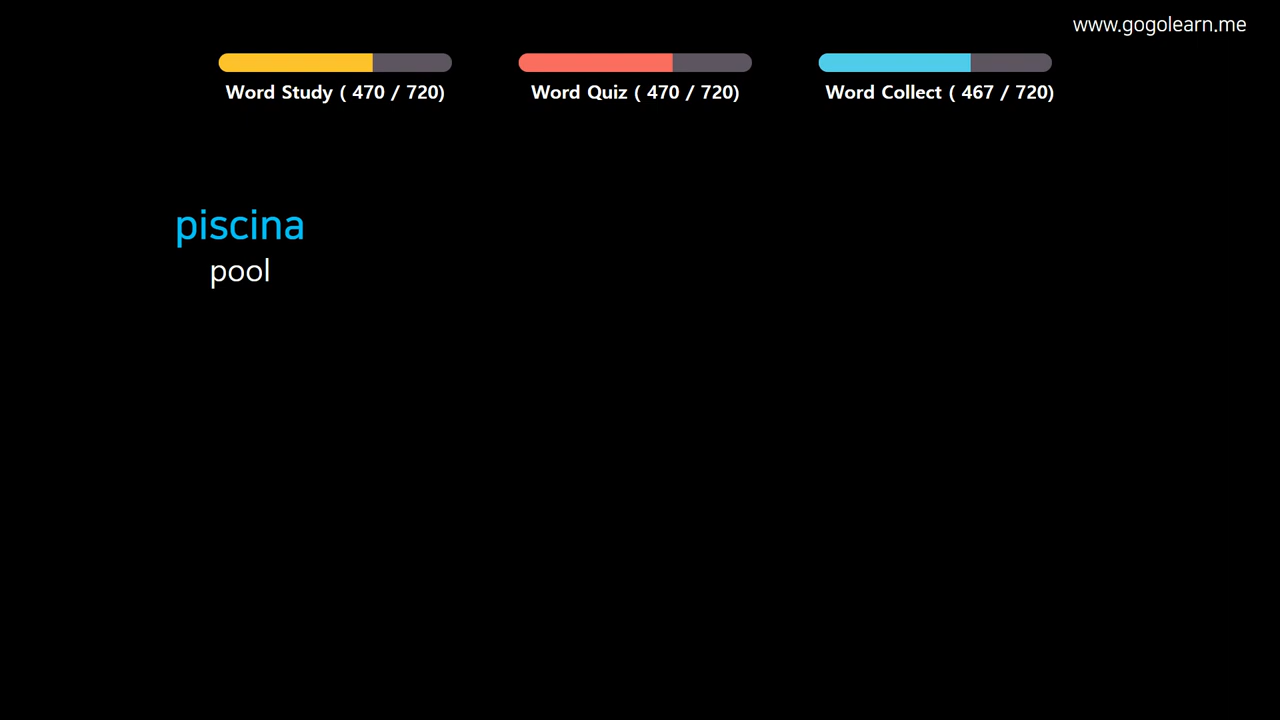 www.gogolearn.me
Word Study ( 470 / 720)
Word Quiz ( 470 / 720)
Word Collect ( 467 / 720)
piscina
pool